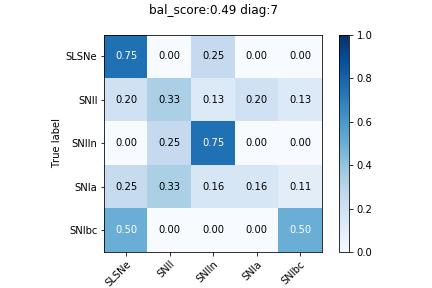 bal_score:0.49 diag:7
SLSNe 0.75 0.00 0.25 0.00 0.00
SNII 0.20 0.33 0.13 0.20 0.13
SNIIn 0.00 0.25 0.75 0.00 0.00
SNIa 0.25 0.33 0.16 0.16 0.11
SNIbc 0.50 0.00 0.00 0.00 0.50
SLSNe SNII SNIIn SNIa SNIbc
True label
1.0
0.8
0.6
0.4
0.2
0.0